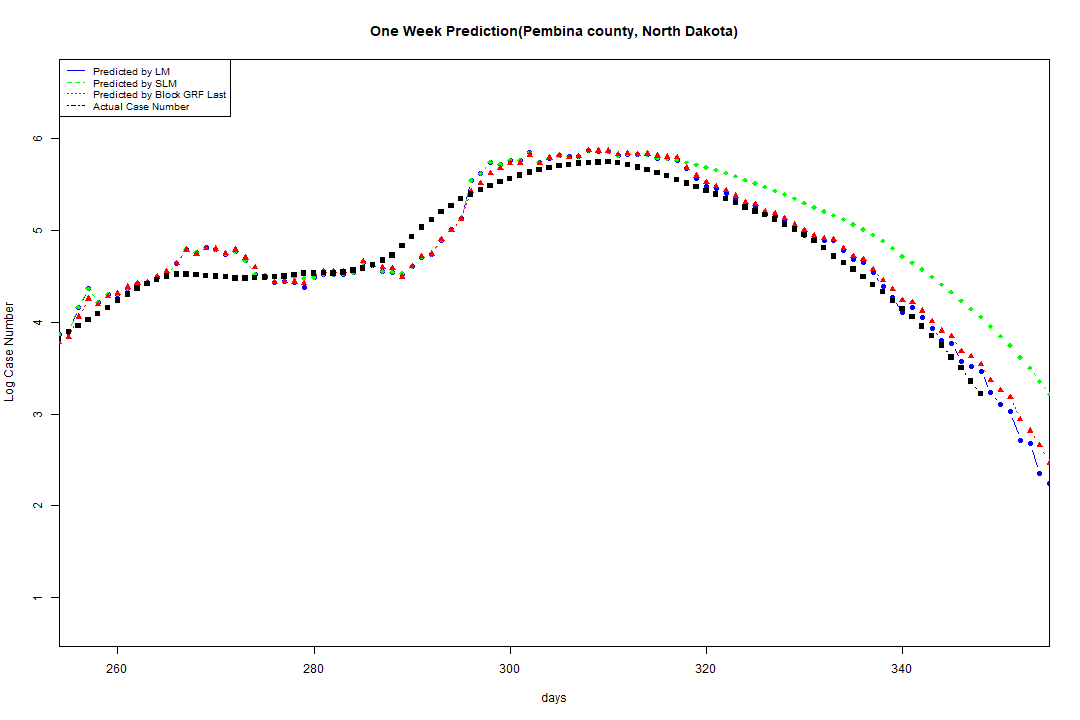 One Week Prediction(Pembina county, North Dakota)
Predicted by LM
Predicted by SLM
Predicted by Block GRF Last
Actual Case Number
6
5
4
3
2
1
Log Case Number
260 280 300 320 340
days